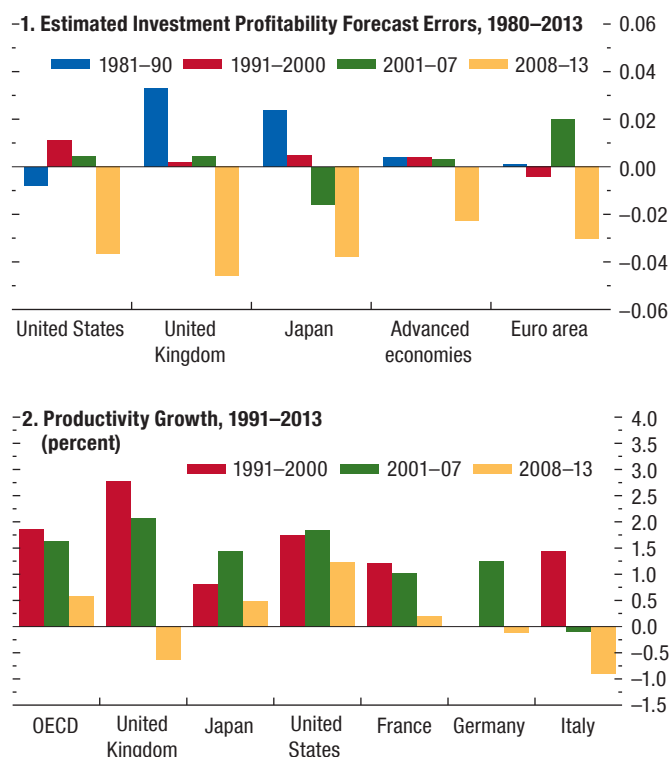 1. Estimated Investment Profitability Forecast Errors, 1980–2013
1981–90 1991–2000 2001–07 2008–13
0.06
0.04
0.02
0.00
–0.02
–0.04
–0.06
United States United Kingdom Japan Advanced economies Euro area
2. Productivity Growth, 1991–2013
(percent)
1991–2000 2001–07 2008–13
4.0
3.5
3.0
2.5
2.0
1.5
1.0
0.5
0.0
–0.5
–1.0
–1.5
OECD United Kingdom Japan United States France Germany Italy